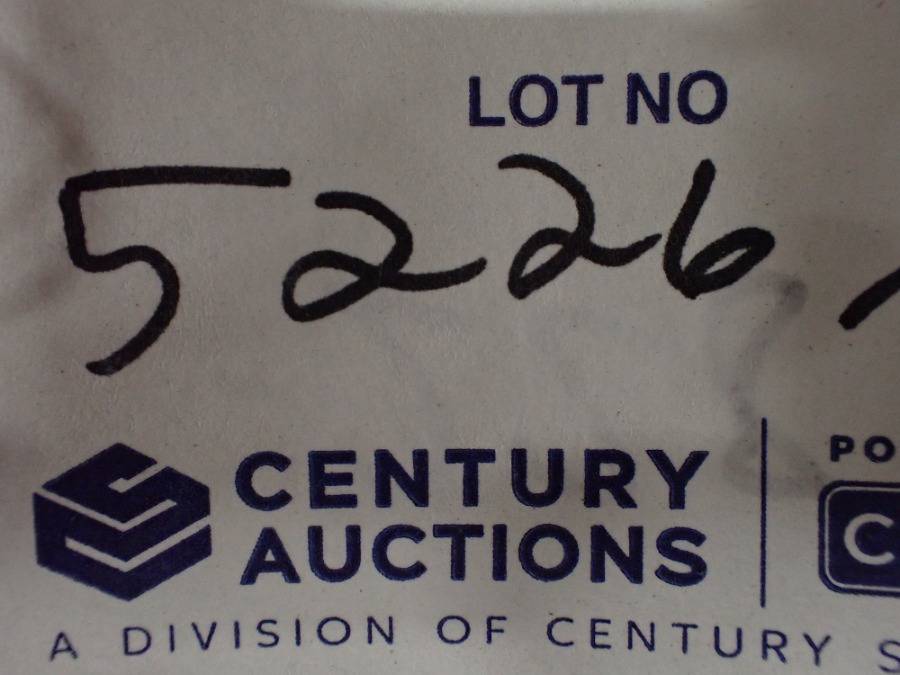 LOT NO
5226
CENTURY
AUCTIONS
A DIVISION OF CENTURY